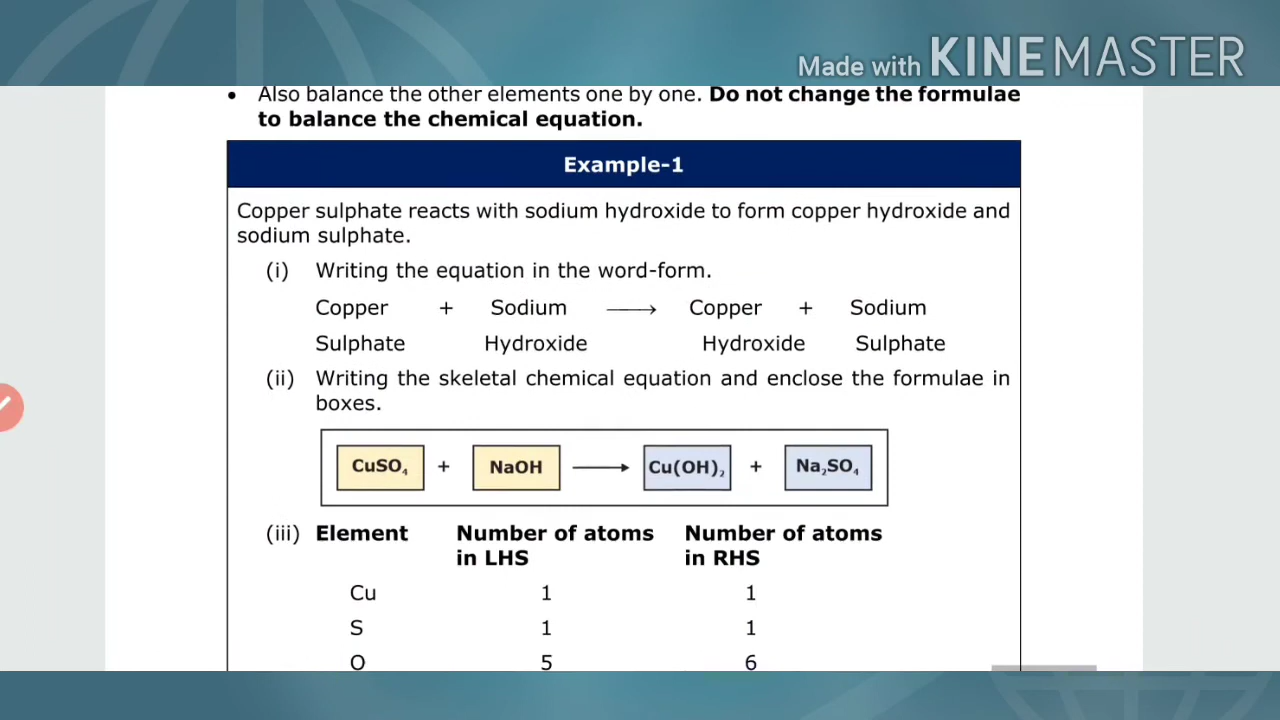 Made with KINEMASTER
• Also balance the other elements one by one. Do not change the formulae
to balance the chemical equation.
Example-1
Copper sulphate reacts with sodium hydroxide to form copper hydroxide and
sodium sulphate.
(i) Writing the equation in the word-form.
Copper + Sodium ⟶ Copper + Sodium
Sulphate Hydroxide Hydroxide Sulphate
(ii) Writing the skeletal chemical equation and enclose the formulae in
boxes.
CuSO₄ + NaOH ⟶ Cu(OH)₂ + Na₂SO₄
(iii) Element Number of atoms Number of atoms
in LHS in RHS
Cu 1 1
S 1 1
O 5 6